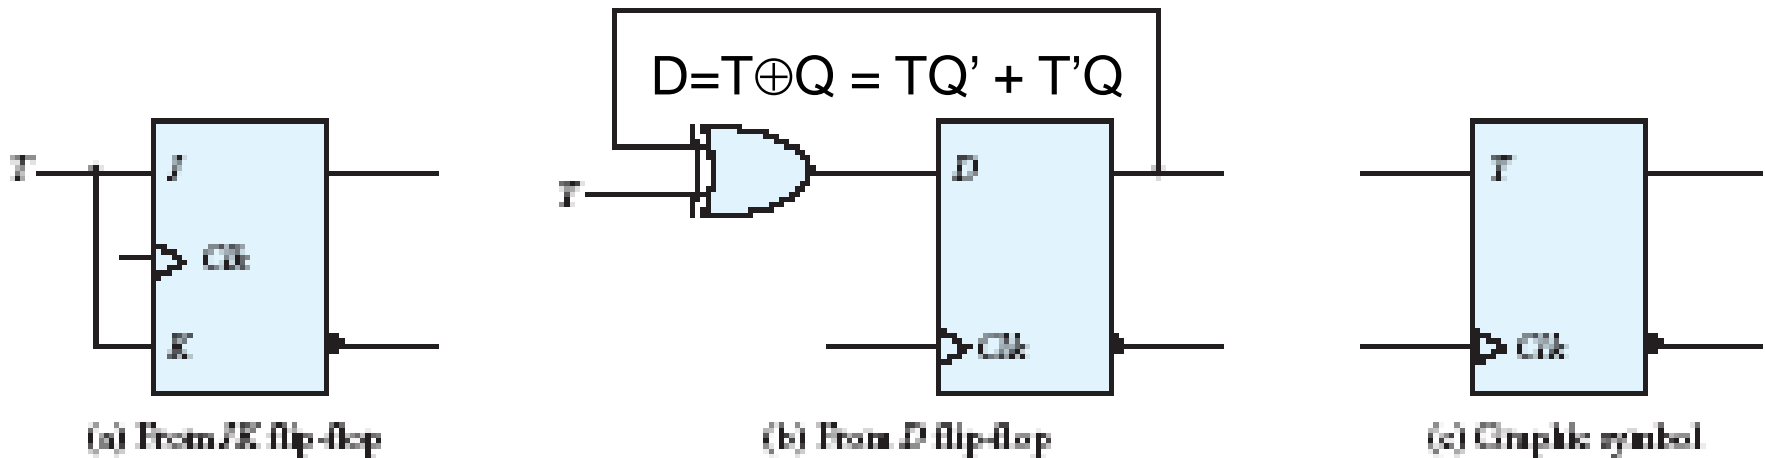 D=T⊕Q = TQ’ + T’Q
T
J
Clk
K
T
D
Clk
T
Clk
(a) From JK flip-flop
(b) From D flip-flop
(c) Graphic symbol